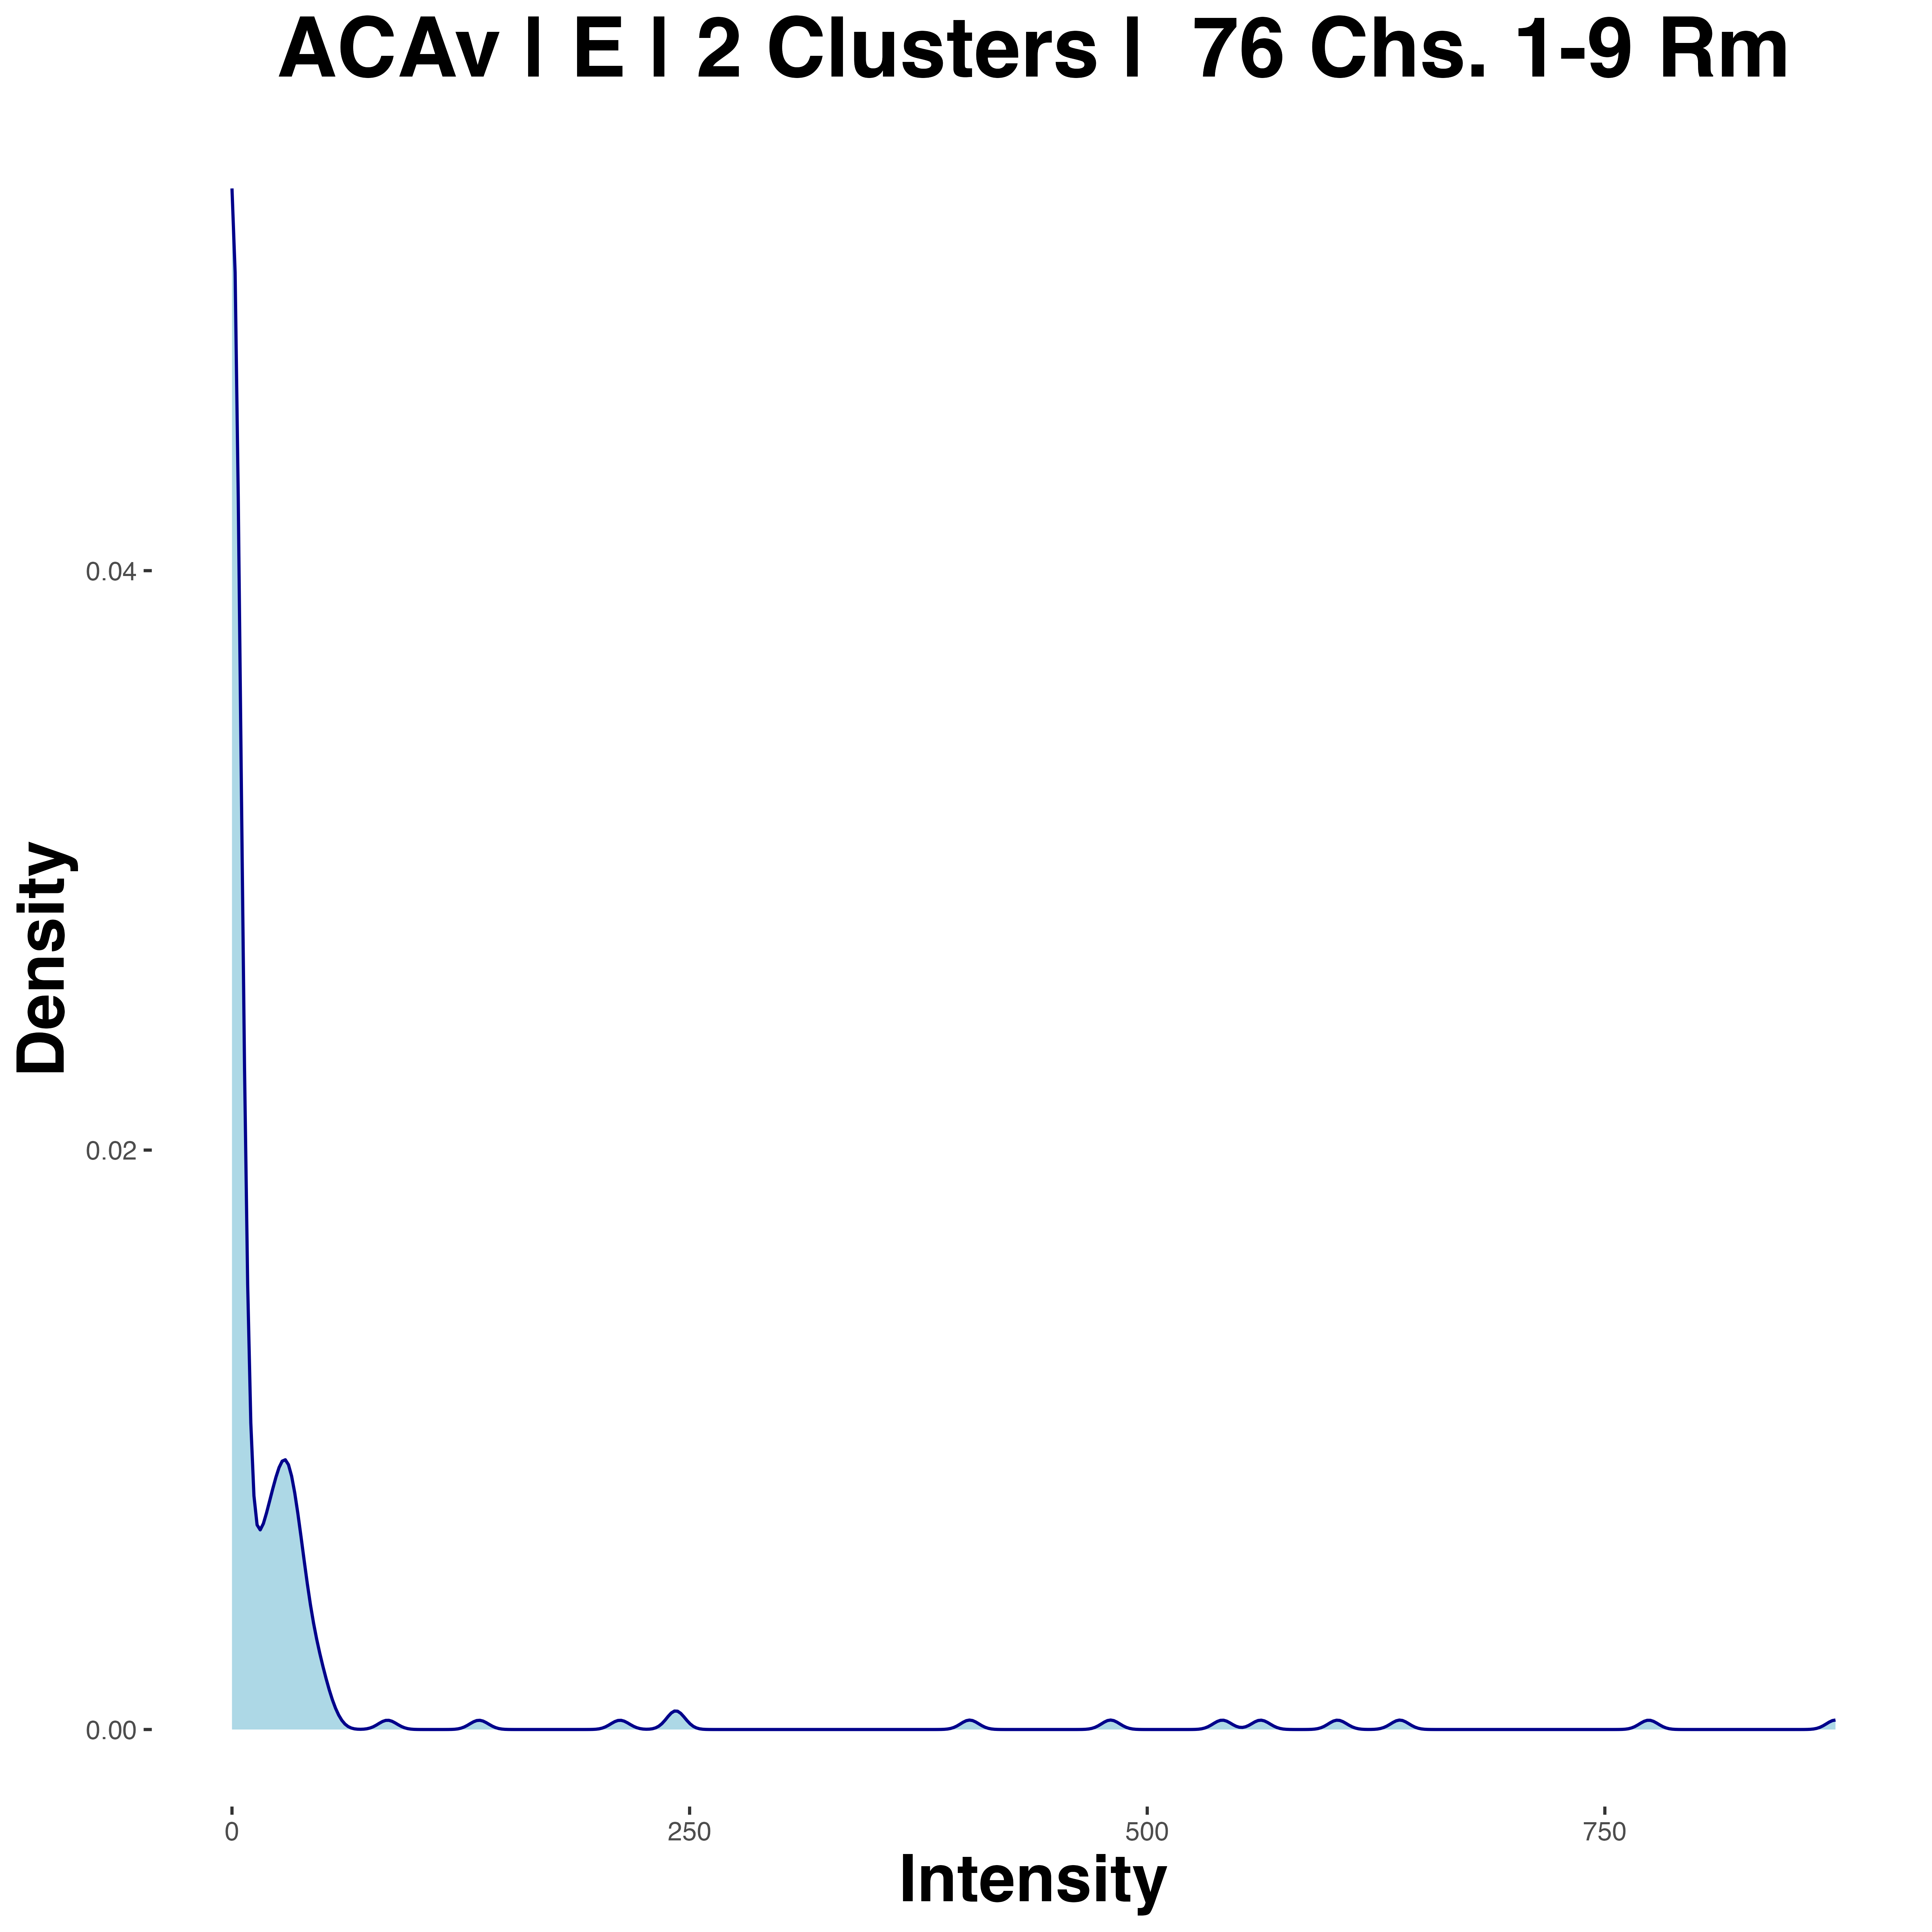 ACAv | E | 2 Clusters |  76 Chs. 1-9 Rm
0.04
0.02
0.00
Density
0
250
500
750
Intensity